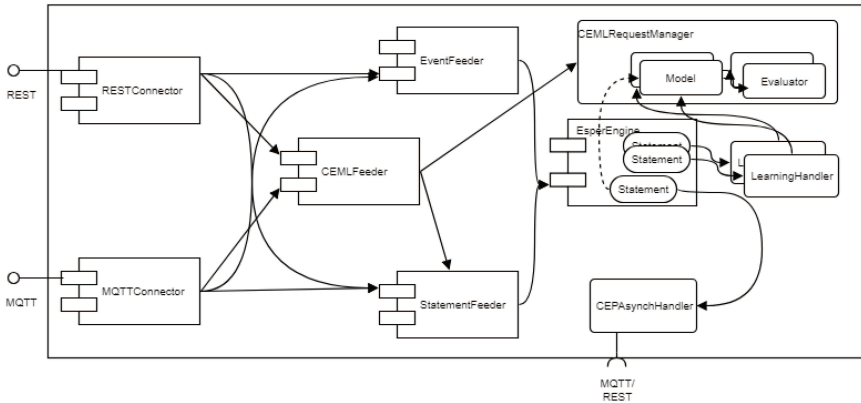 CEMLRequestManager
EventFeeder
Model
Evaluator
RESTConnector
REST
EsperEngine
Statement
Statement
CEMLFeeder
LearningHandler
Statement
MQTTConnector
MQTT
StatementFeeder
CEPAsynchHandler
MQTT/
REST